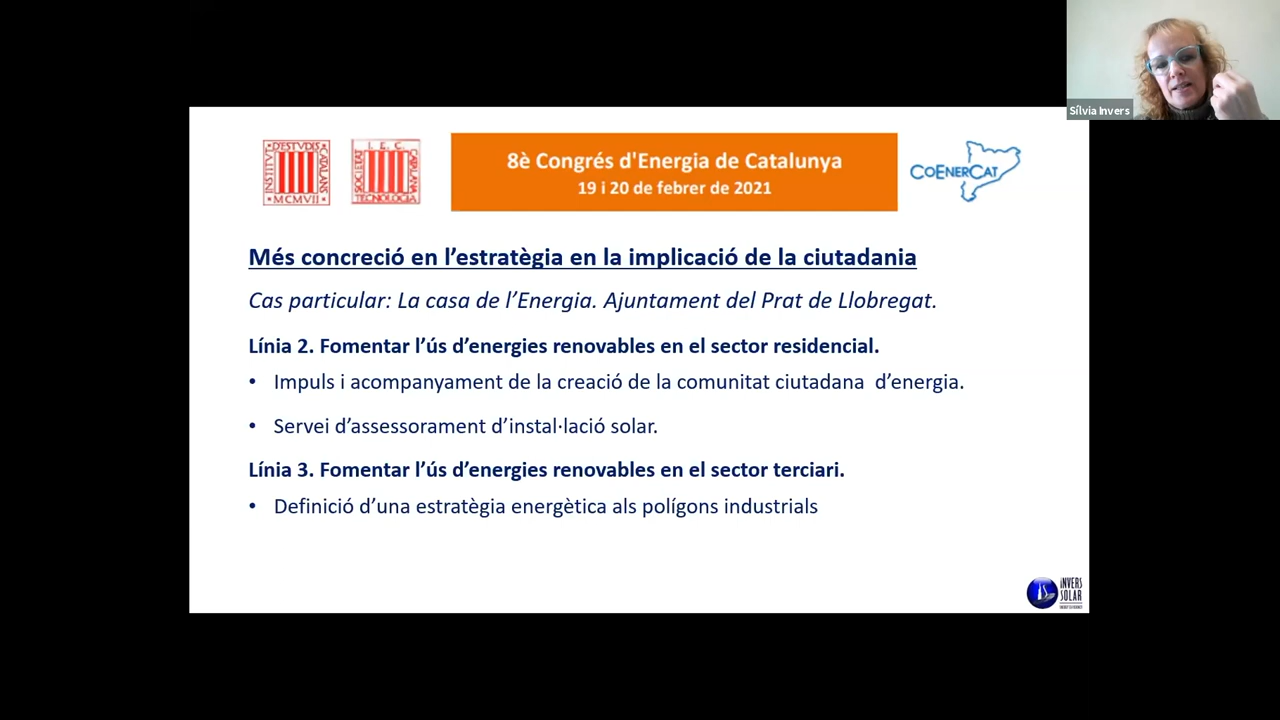 Sílvia Invers
INSTITUT
D'ESTVDIS
CATALANS
MCMVII
I. E. C.
SOCIETAT
CATALANA
TECNOLOGIA
8è Congrés d'Energia de Catalunya
19 i 20 de febrer de 2021
COENERCAT
Més concreció en l’estratègia en la implicació de la ciutadania
Cas particular: La casa de l’Energia. Ajuntament del Prat de Llobregat.
Línia 2. Fomentar l’ús d’energies renovables en el sector residencial.
• Impuls i acompanyament de la creació de la comunitat ciutadana d’energia.
• Servei d’assessorament d’instal·lació solar.
Línia 3. Fomentar l’ús d’energies renovables en el sector terciari.
• Definició d’una estratègia energètica als polígons industrials
INVERS
SOLAR